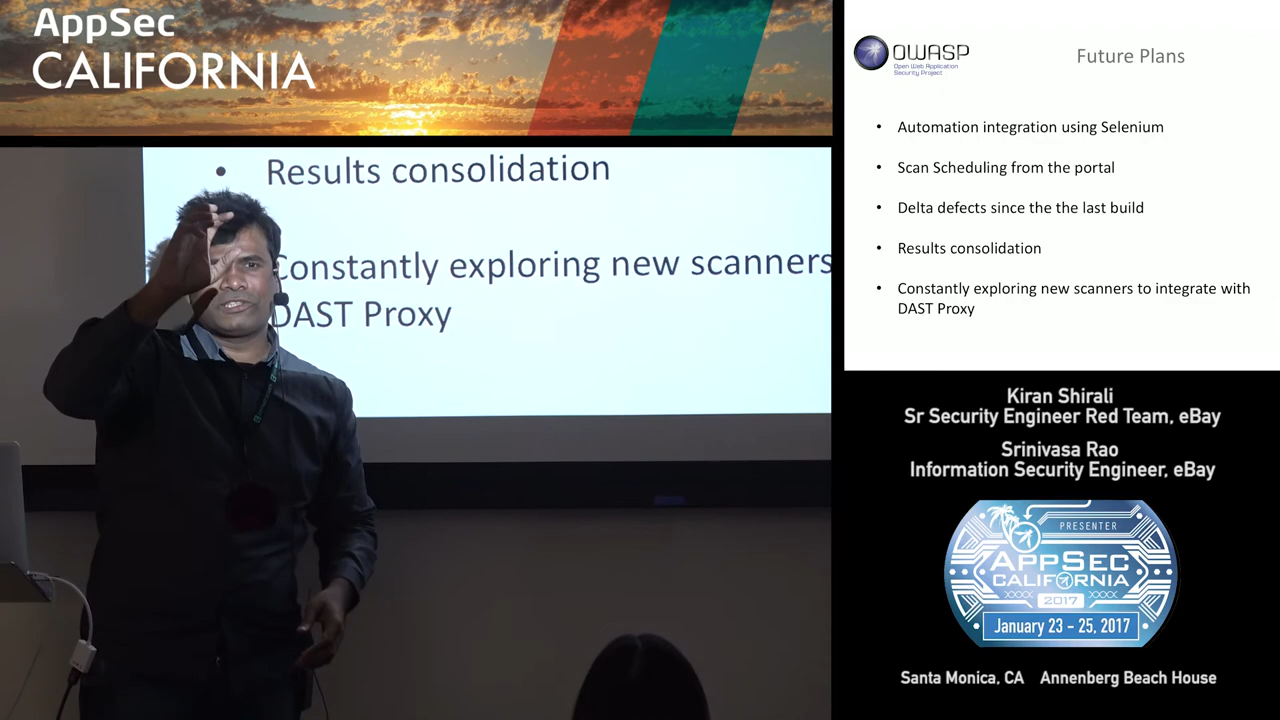 AppSec
CALIFORNIA
• Results consolidation
Constantly exploring new scanners
DAST Proxy
OWASP
Open Web Application
Security Project
Future Plans
• Automation integration using Selenium
• Scan Scheduling from the portal
• Delta defects since the the last build
• Results consolidation
• Constantly exploring new scanners to integrate with
DAST Proxy
Kiran Shirali
Sr Security Engineer Red Team, eBay
Srinivasa Rao
Information Security Engineer, eBay
PRESENTER
APPSEC
CALIFORNIA
XXXX 2017 XXXX
January 23 - 25, 2017
Santa Monica, CA Annenberg Beach House